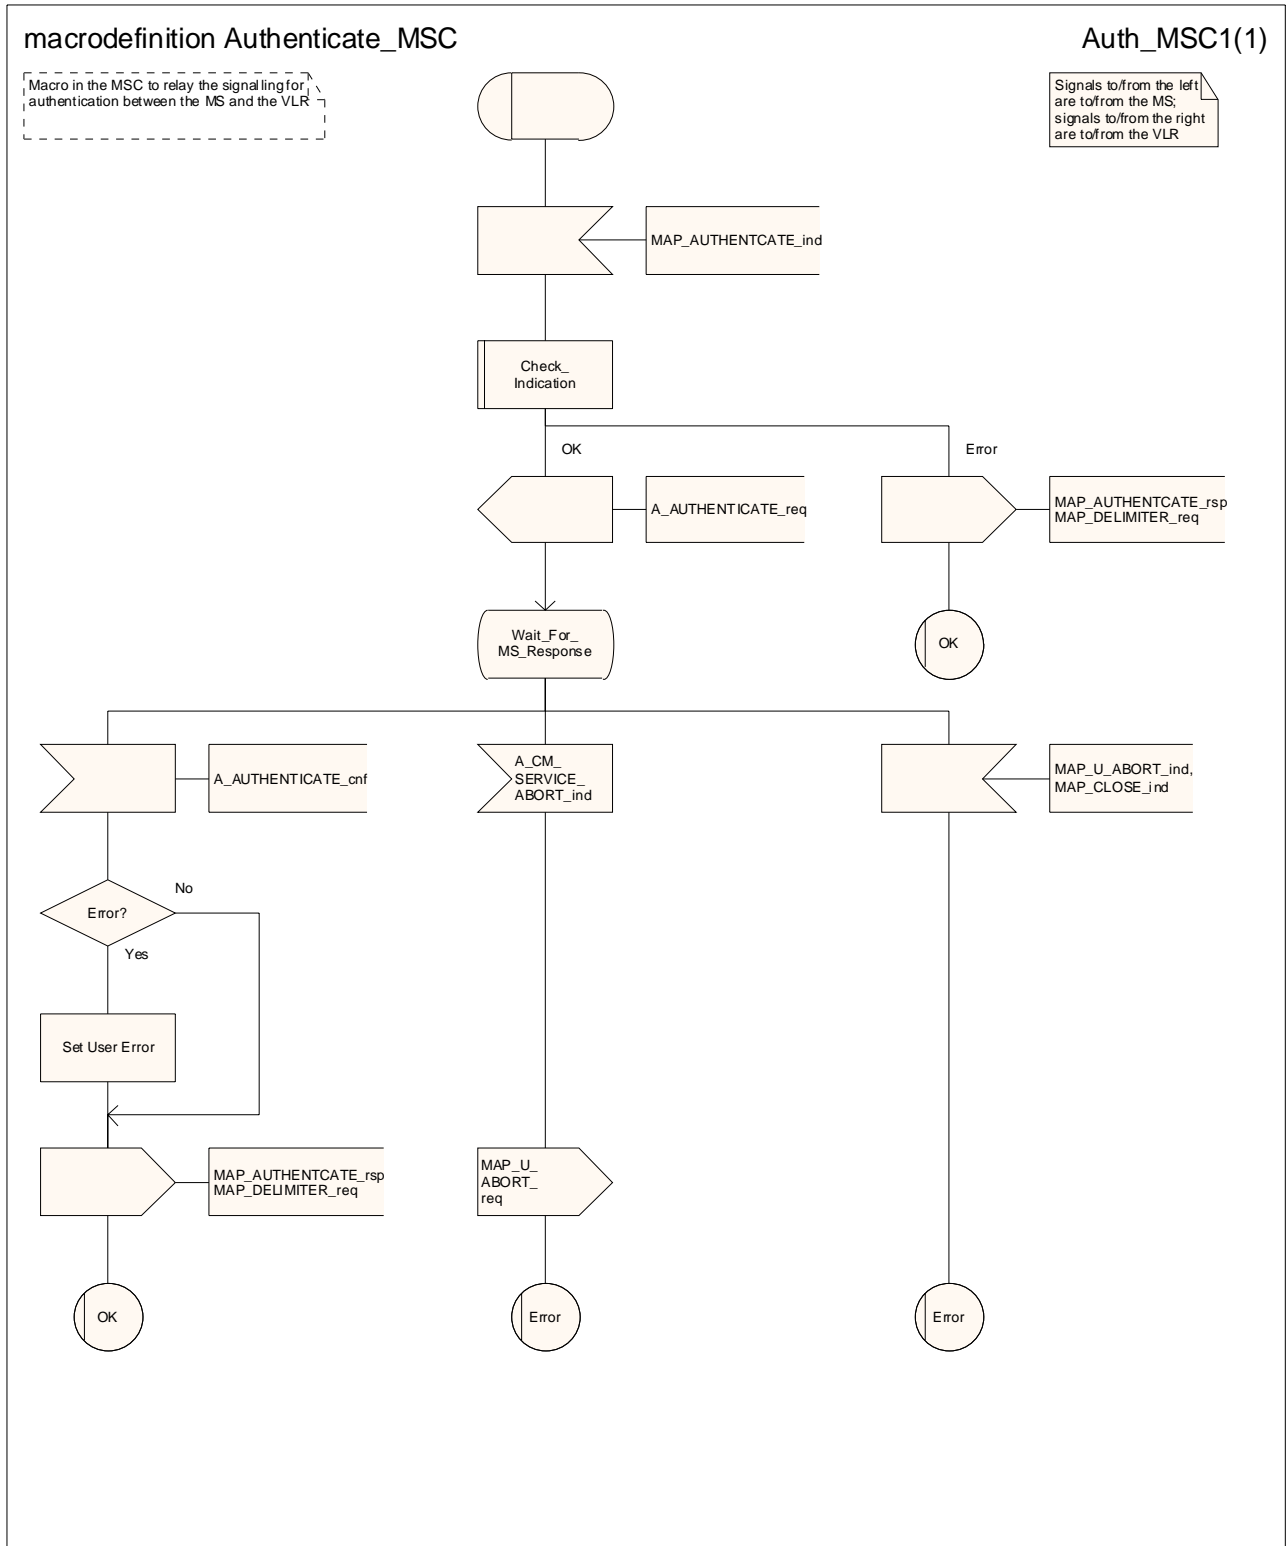 macrodefinition Authenticate_MSC
Auth_MSC1(1)
Macro in the MSC to relay the signalling for
authentication between the MS and the VLR
Signals to/from the left
are to/from the MS;
signals to/from the right
are to/from the VLR
MAP_AUTHENTCATE_ind
Check_
Indication
OK
Error
A_AUTHENTICATE_req
MAP_AUTHENTCATE_rsp
MAP_DELIMITER_req
Wait_For_
MS_Response
OK
A_AUTHENTICATE_cnf
A_CM_
SERVICE_
ABORT_ind
MAP_U_ABORT_ind,
MAP_CLOSE_ind
No
Error?
Yes
Set User Error
MAP_AUTHENTCATE_rsp
MAP_DELIMITER_req
MAP_U_
ABORT_
req
OK
Error
Error